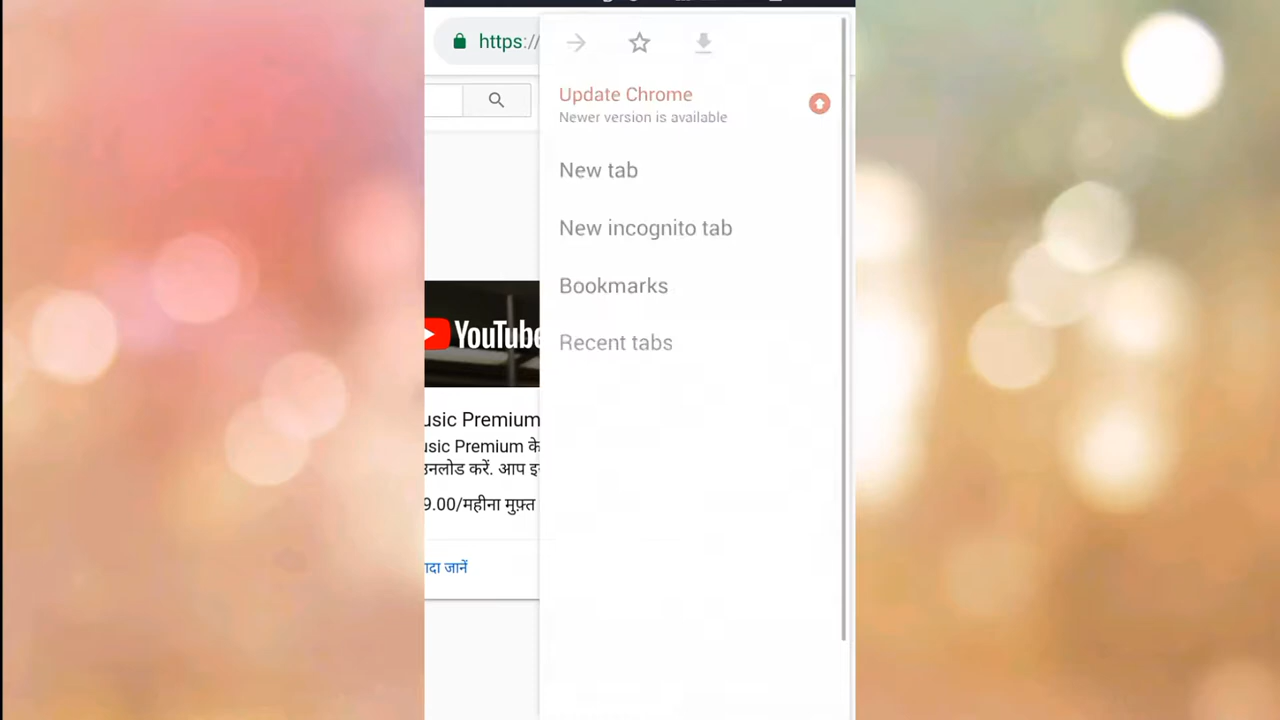 https://
Update Chrome
Newer version is available
New tab
New incognito tab
Bookmarks
Recent tabs
YouTube
usic Premium
usic Premium के
उनलोड करें. आप इ
9.00/महीना मुफ़्त
ादा जानें